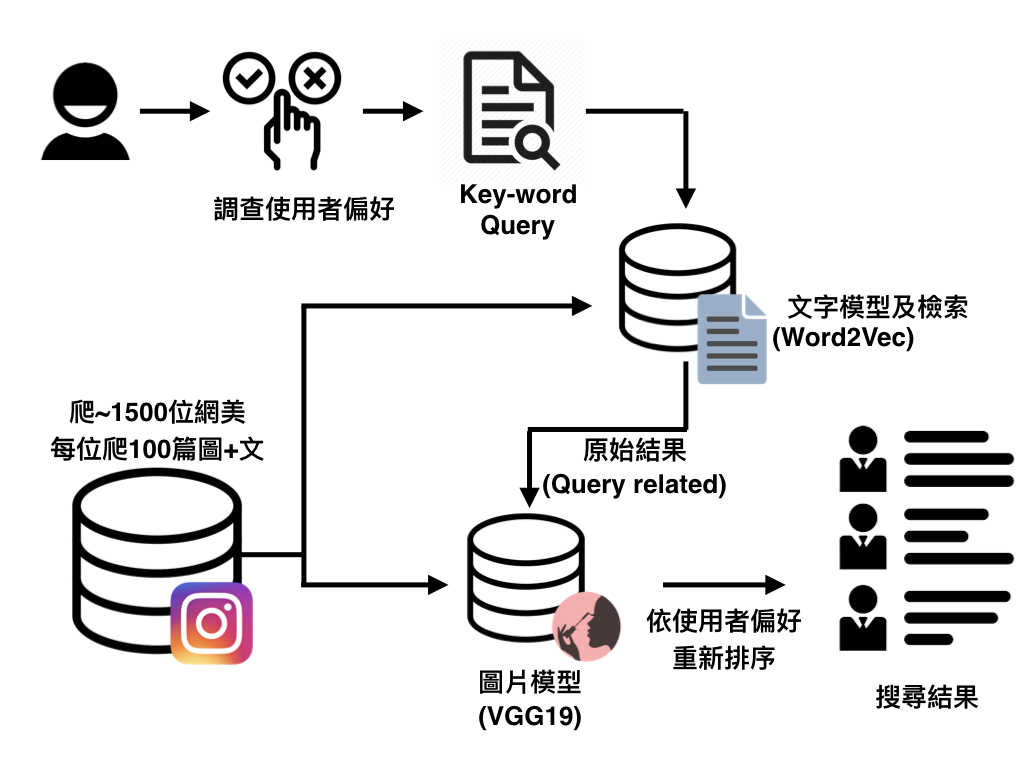 調查使用者偏好
Key-word
Query
文字模型及檢索
(Word2Vec)
爬~1500位網美
每位爬100篇圖+文
原始結果
(Query related)
依使用者偏好
重新排序
圖片模型
(VGG19)
搜尋結果